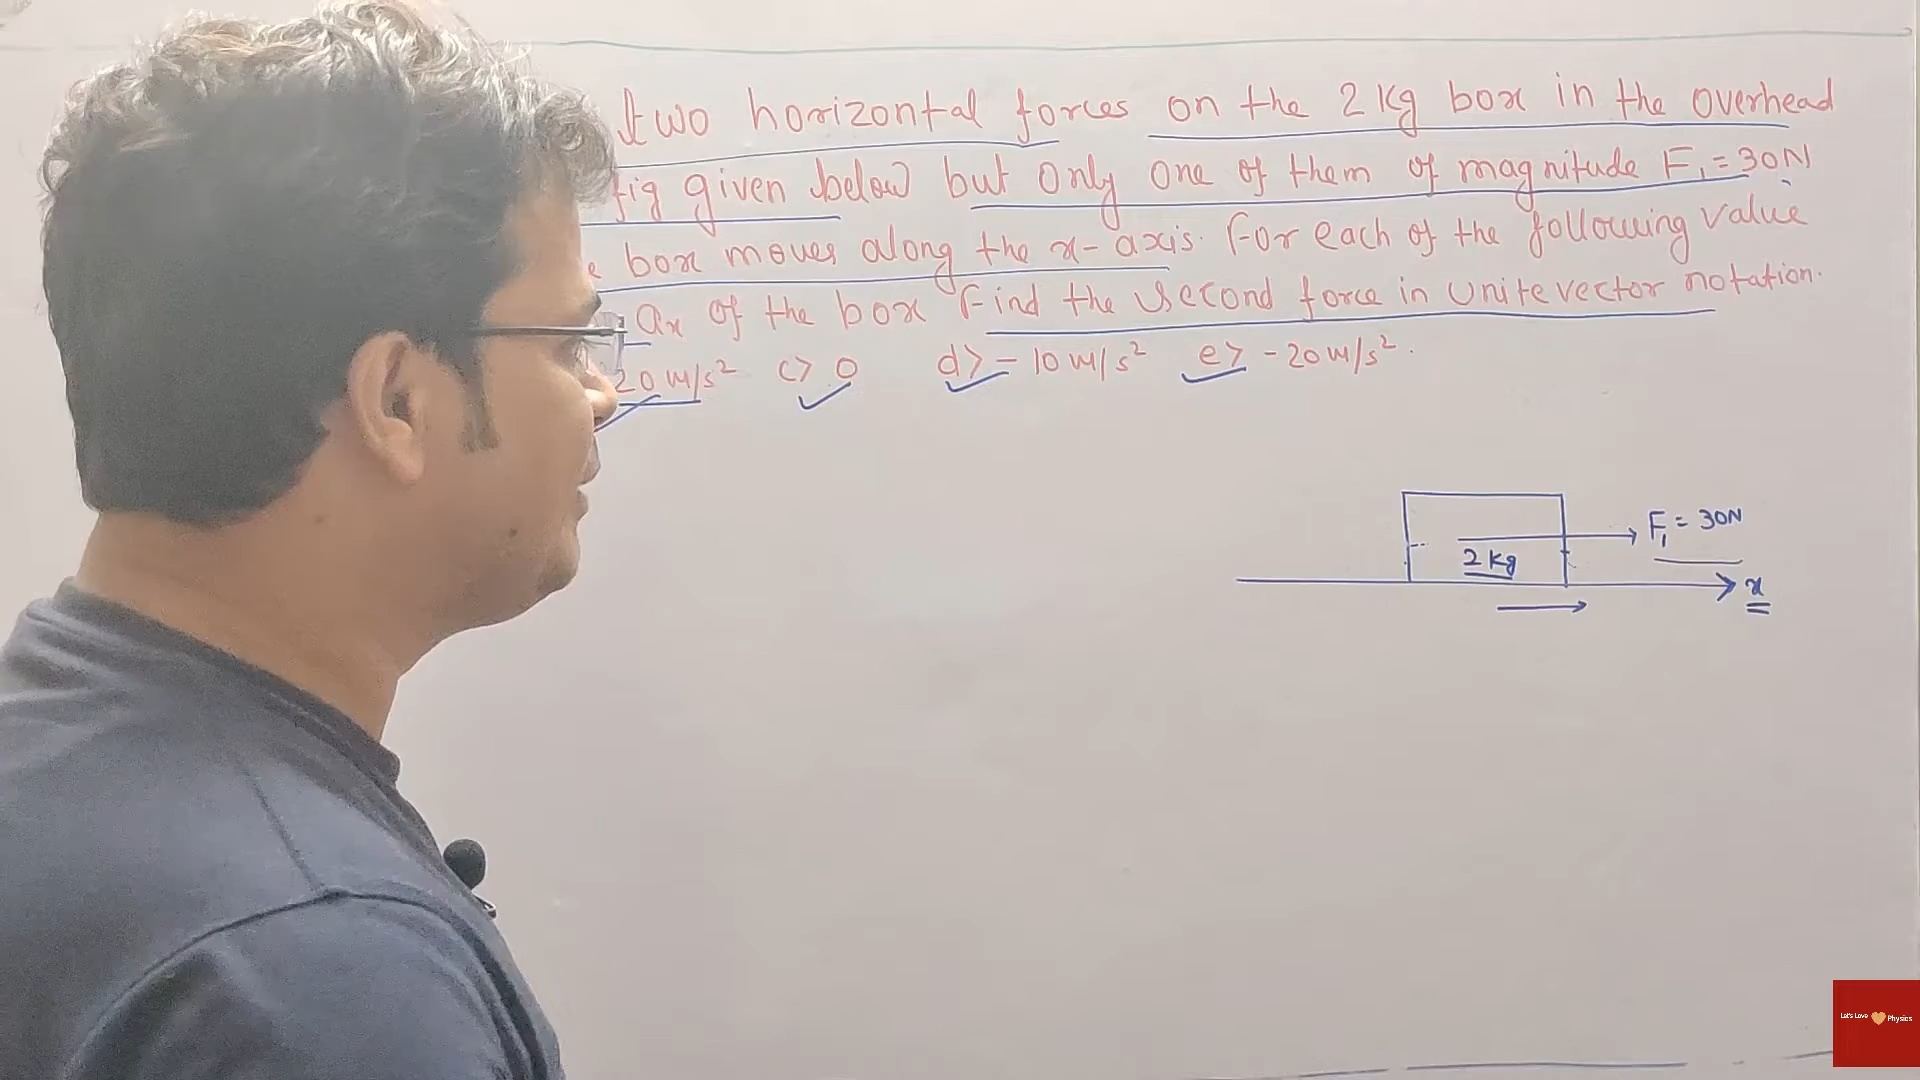 two horizontal forces on the 2 Kg box in the overhead
fig given below but only one of them of magnitude F₁ = 30N
e box moves along the x-axis. For each of the following value
ax of the box Find the second force in unite vector notation.
20 m/s² c> 0 d> -10 m/s² e> -20 m/s².
F₁ = 30N
2 Kg
x
Let's Love 🧡 Physics